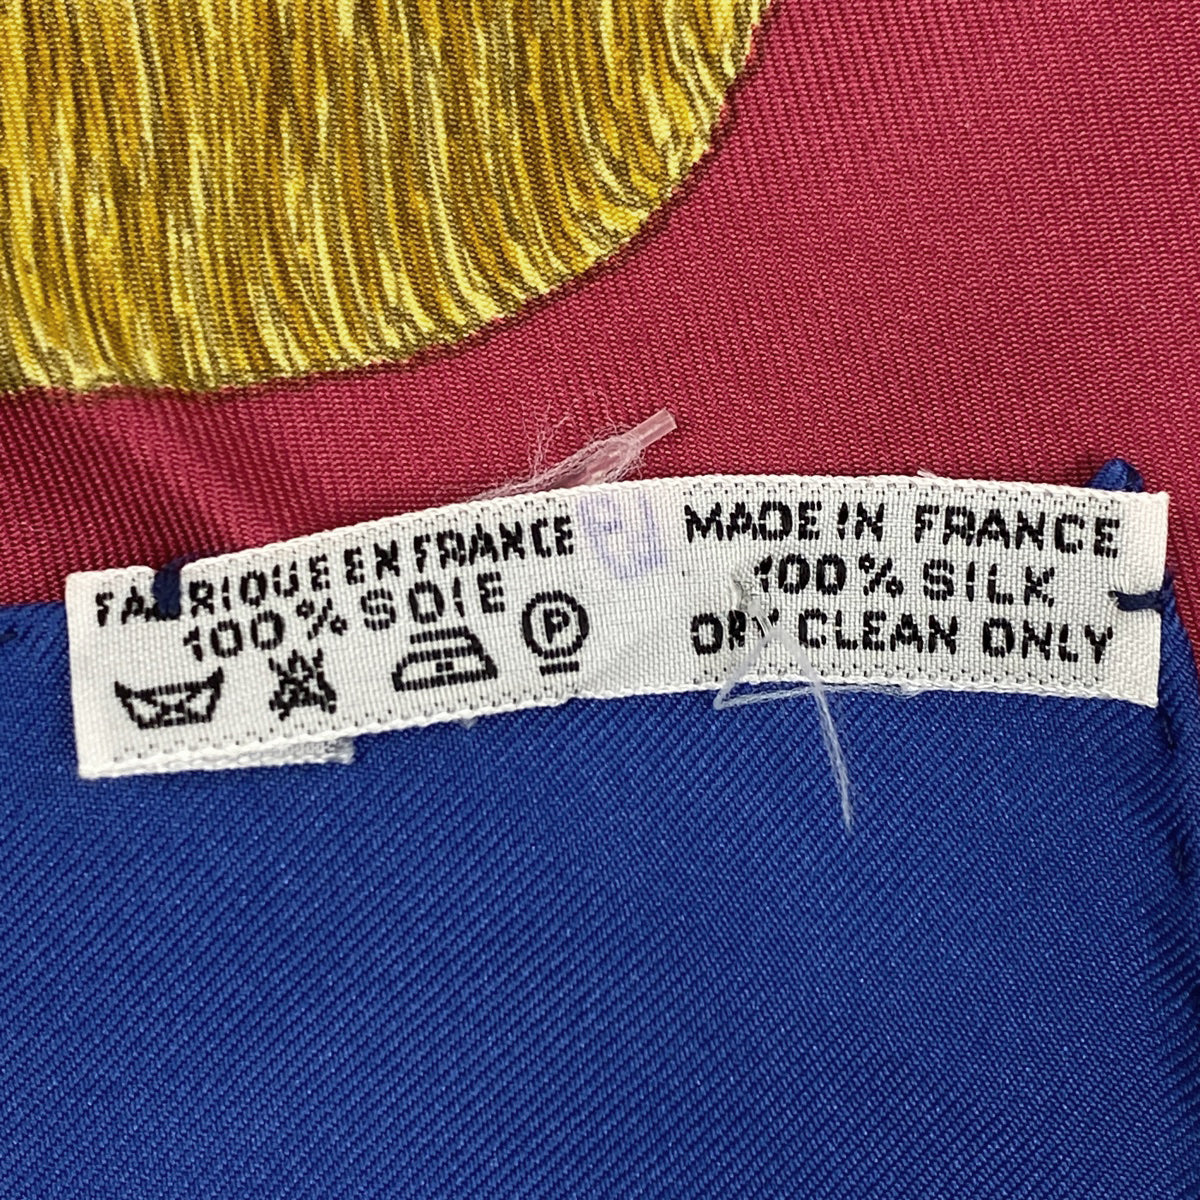 FABRIQUE EN FRANCE
100% SOIE
P
MADE IN FRANCE
100% SILK
DRY CLEAN ONLY